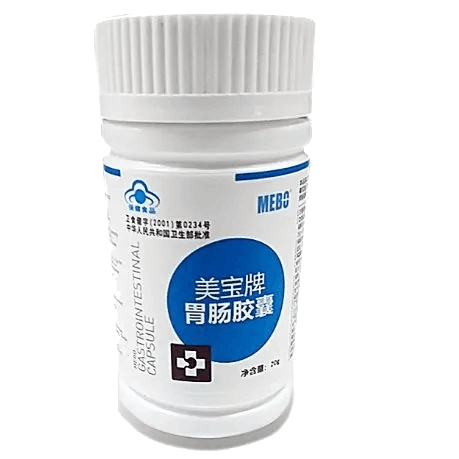 保健食品
卫食健字(2001)第0234号
中华人民共和国卫生部批准
MEBO®
美宝牌
胃肠胶囊
净含量: 20g
MEBO
GASTROINTESTINAL
CAPSULE